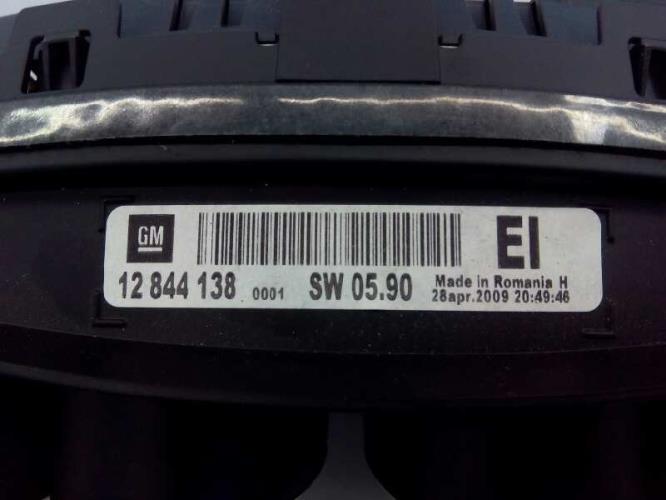 GM
EI
12 844 138 0001 SW 05.90
Made in Romania H
28apr.2009 20:49:46